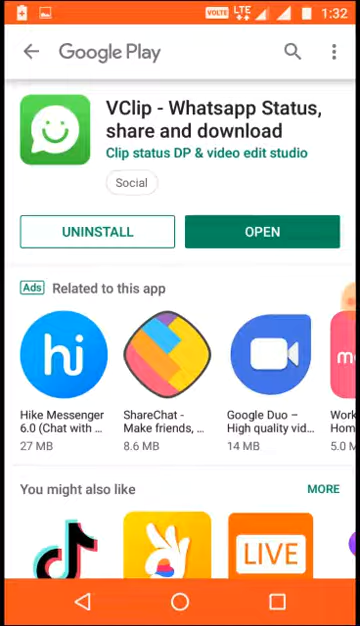 VOLTE LTE 1:32
Google Play
VClip - Whatsapp Status,
share and download
Clip status DP & video edit studio
Social
UNINSTALL OPEN
Ads Related to this app
hi
Hike Messenger
6.0 (Chat with ...
27 MB
ShareChat -
Make friends, ...
8.6 MB
Google Duo –
High quality vid...
14 MB
m
Work
Hom
5.0 M
You might also like MORE
LIVE